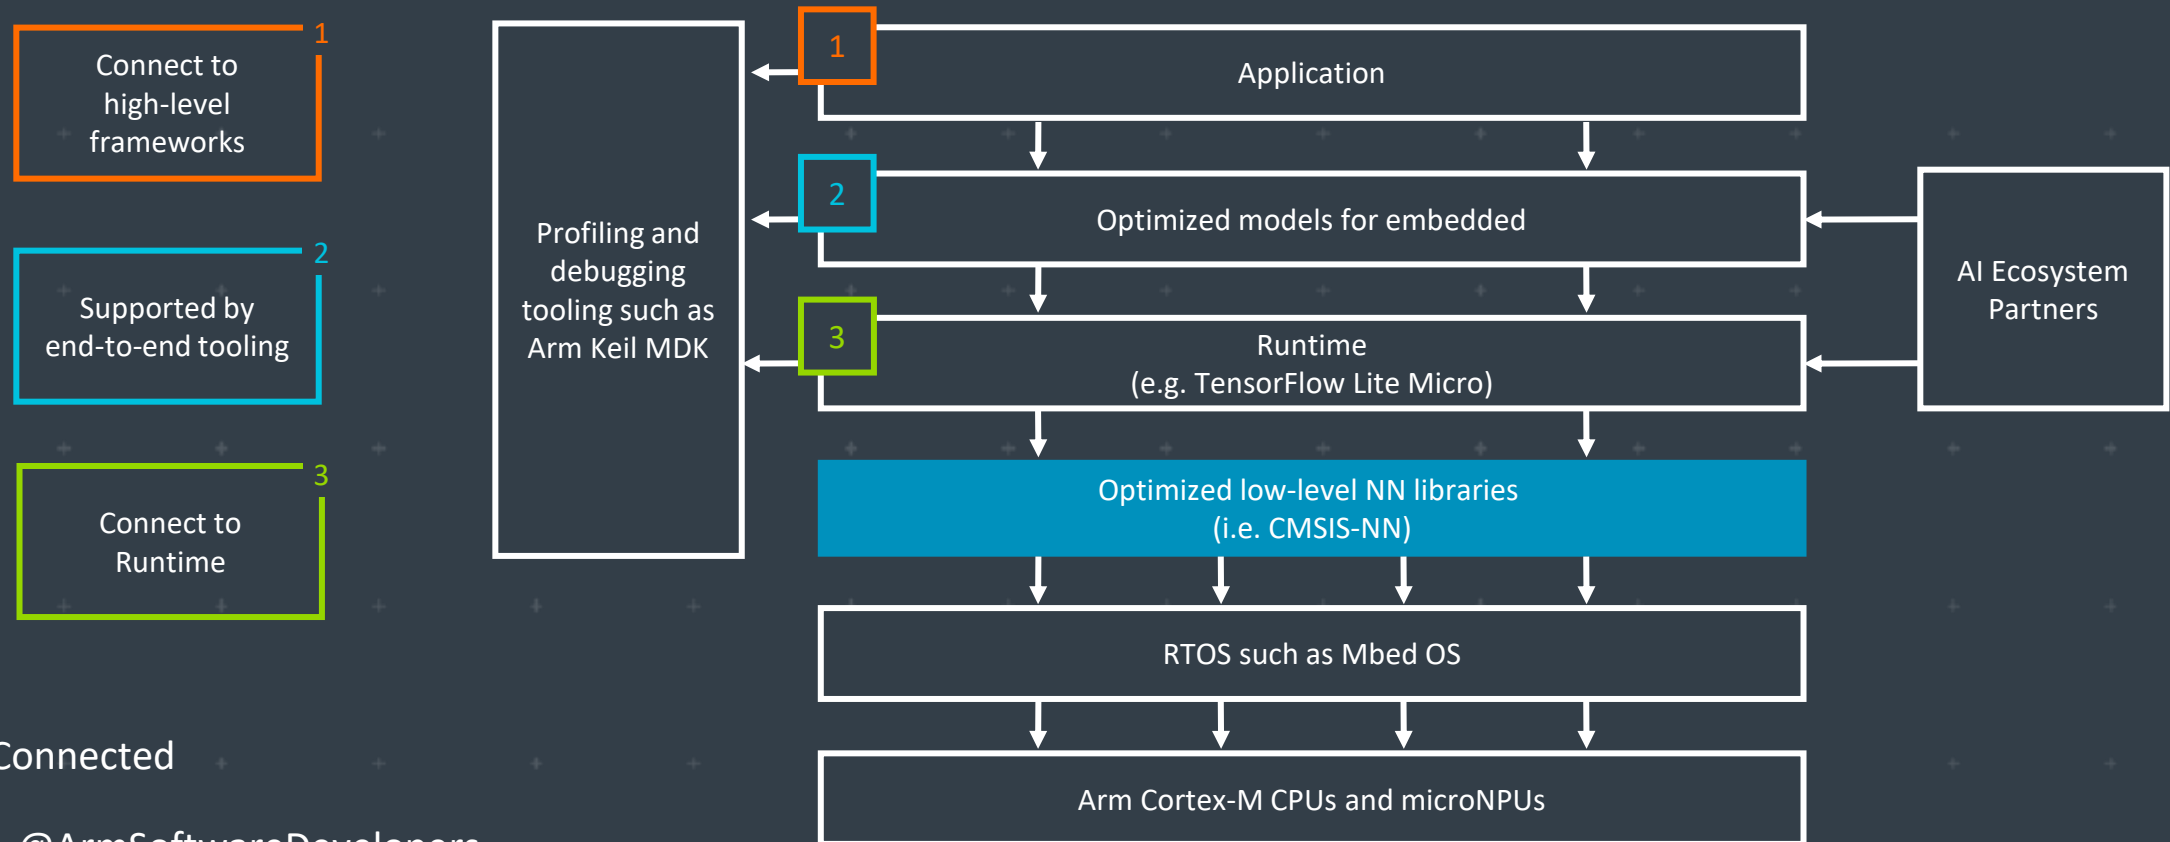 1
Connect to
high-level
frameworks
2
Supported by
end-to-end tooling
3
Connect to
Runtime
Profiling and
debugging
tooling such as
Arm Keil MDK
1
Application
2
Optimized models for embedded
3
Runtime
(e.g. TensorFlow Lite Micro)
Optimized low-level NN libraries
(i.e. CMSIS-NN)
RTOS such as Mbed OS
Arm Cortex-M CPUs and microNPUs
AI Ecosystem
Partners
Connected
@ArmSoftwareDevelopers